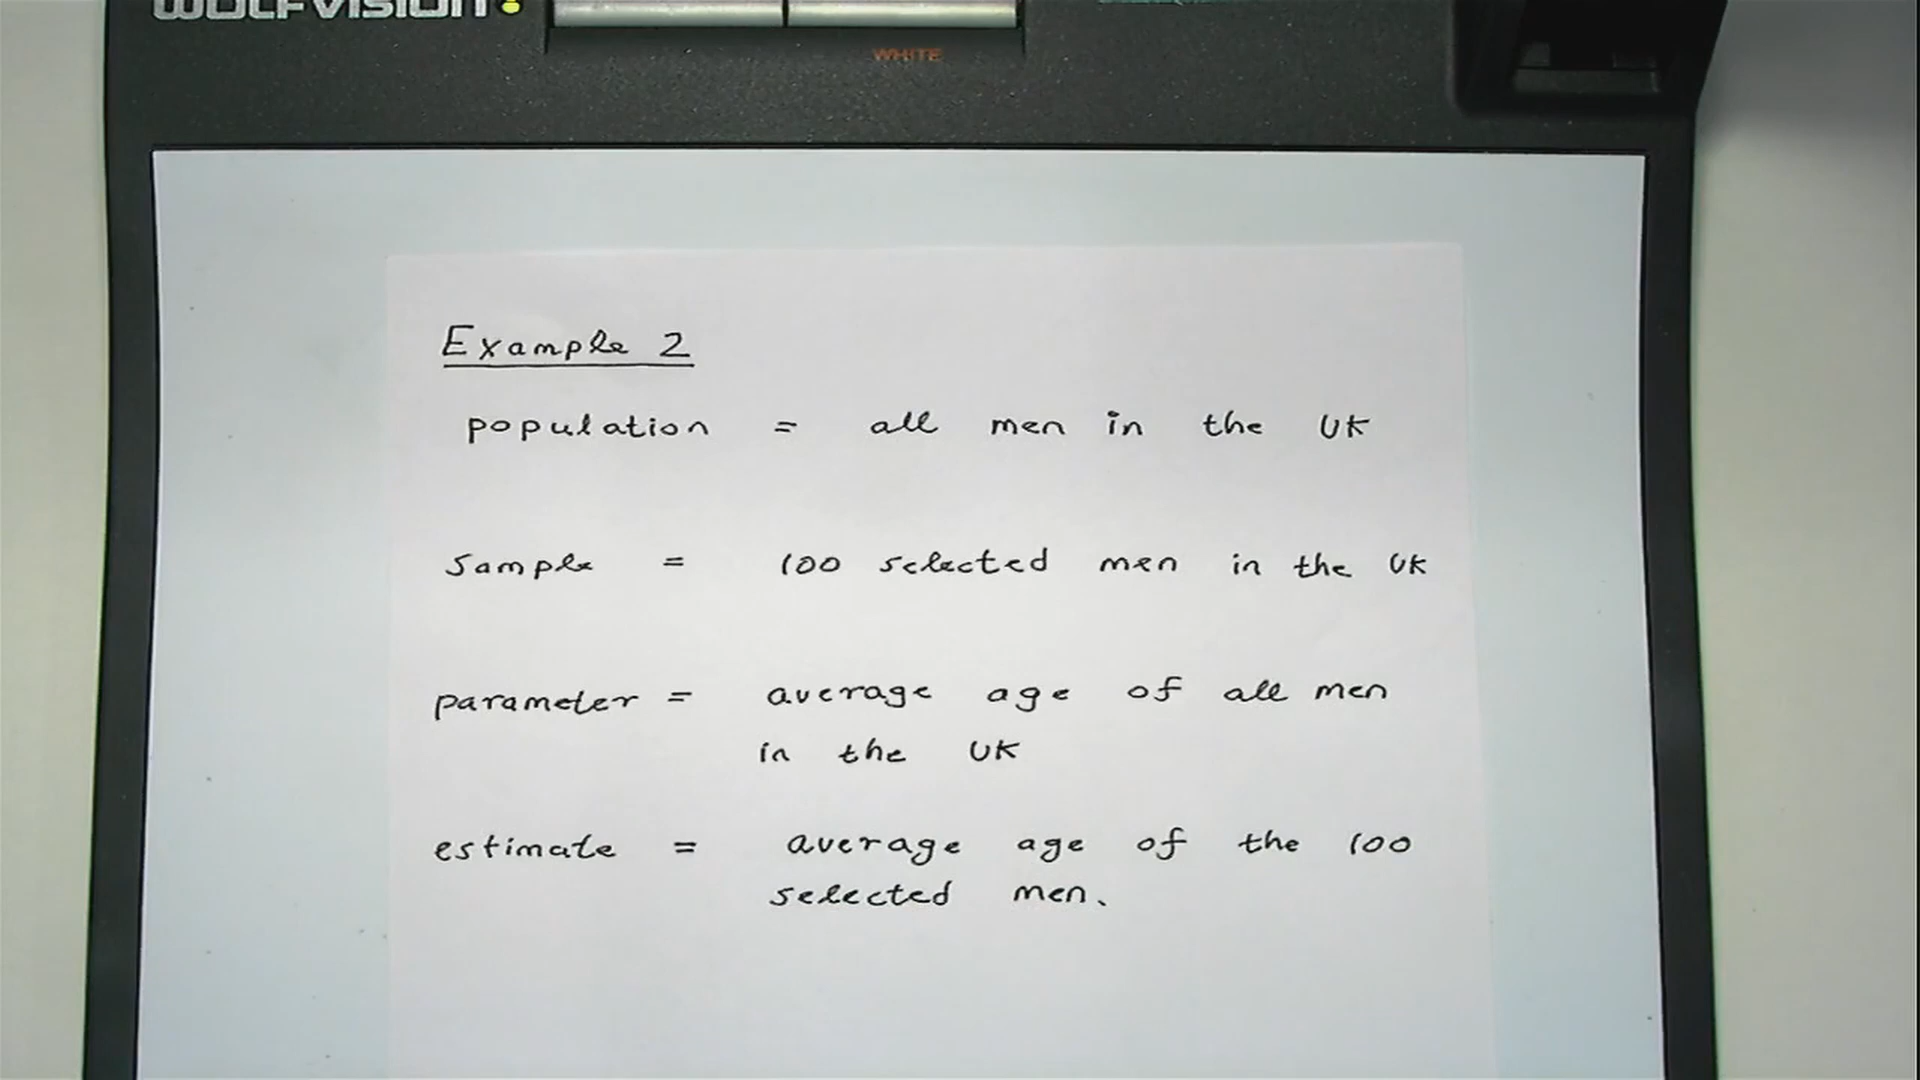 WOLFVISION
WHITE
Example 2
population = all men in the UK
sample = 100 selected men in the UK
parameter = average age of all men
in the UK
estimate = average age of the 100
selected men.